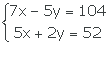 7x − 5y = 104
5x + 2y = 52